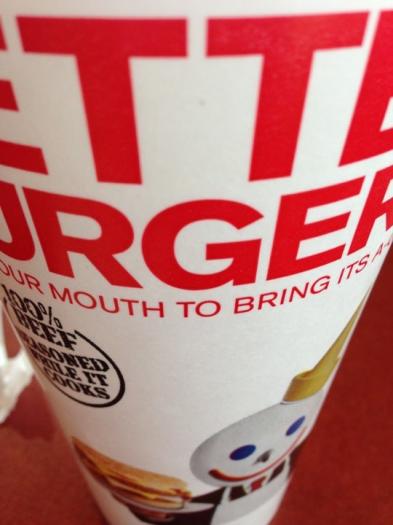 ETTE
URGER
OUR MOUTH TO BRING ITS A
100%
BEEF
SEASONED
WHILE IT
COOKS